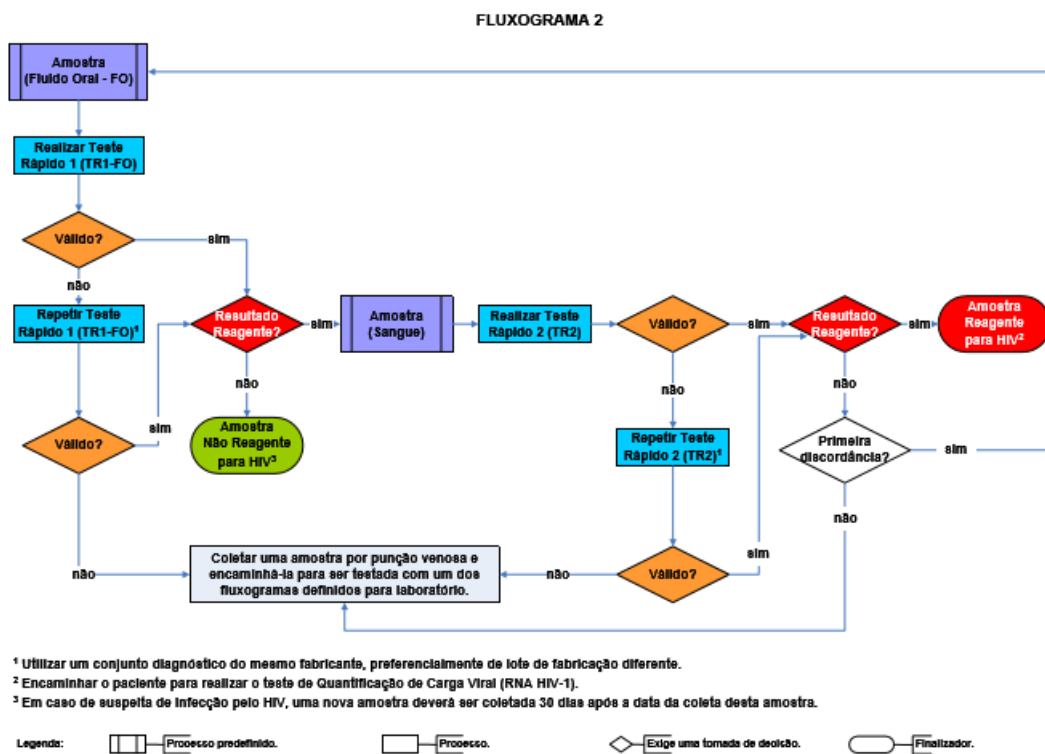 FLUXOGRAMA 2
Amostra
(Fluido Oral - FO)
Realizar Teste
Rápido 1 (TR1-FO)
Válido?
sim
não
Repetir Teste
Rápido 1 (TR1-FO)¹
Resultado
Reagente?
sim
Amostra
(Sangue)
Realizar Teste
Rápido 2 (TR2)
Válido?
sim
Resultado
Reagente?
sim
Amostra
Reagente
para HIV²
não
não
não
Válido?
sim
Amostra
Não Reagente
para HIV³
Repetir Teste
Rápido 2 (TR2)¹
Primeira
discordância?
sim
não
não
Coletar uma amostra por punção venosa e
encaminhá-la para ser testada com um dos
fluxogramas definidos para laboratório.
não
Válido?
sim
¹ Utilizar um conjunto diagnóstico do mesmo fabricante, preferencialmente de lote de fabricação diferente.
² Encaminhar o paciente para realizar o teste de Quantificação de Carga Viral (RNA HIV-1).
³ Em caso de suspeita de infecção pelo HIV, uma nova amostra deverá ser coletada 30 dias após a data da coleta desta amostra.
Legenda:
Processo predefinido.
Processo.
Exige uma tomada de decisão.
Finalizador.